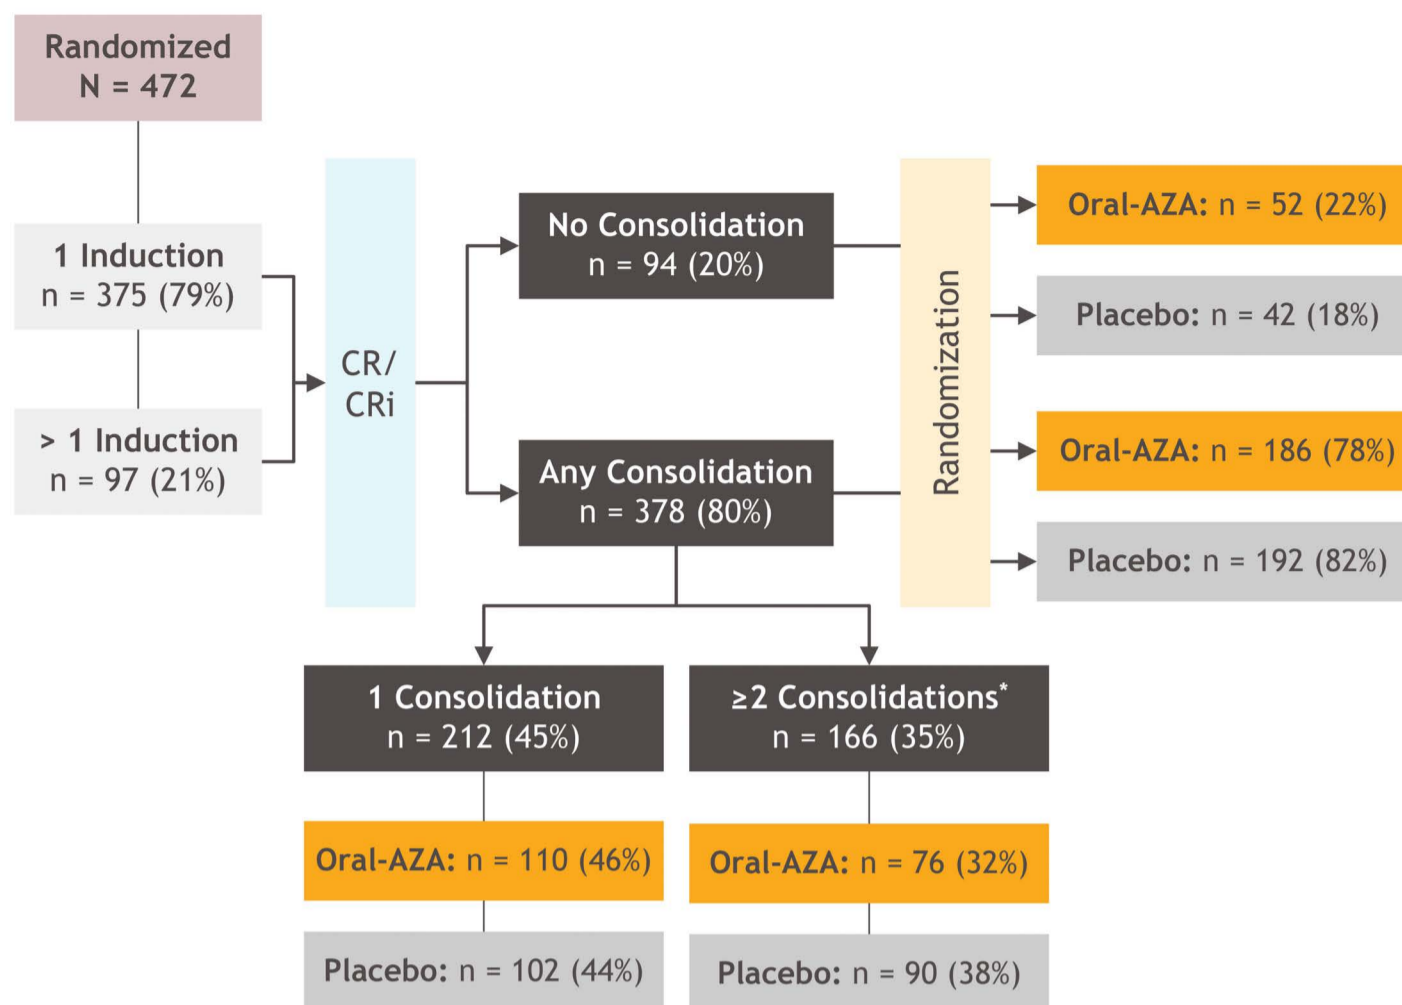 Randomized
N = 472
1 Induction
n = 375 (79%)
> 1 Induction
n = 97 (21%)
CR/
CRi
No Consolidation
n = 94 (20%)
Any Consolidation
n = 378 (80%)
Randomization
Oral-AZA: n = 52 (22%)
Placebo: n = 42 (18%)
Oral-AZA: n = 186 (78%)
Placebo: n = 192 (82%)
1 Consolidation
n = 212 (45%)
Oral-AZA: n = 110 (46%)
Placebo: n = 102 (44%)
≥2 Consolidations*
n = 166 (35%)
Oral-AZA: n = 76 (32%)
Placebo: n = 90 (38%)